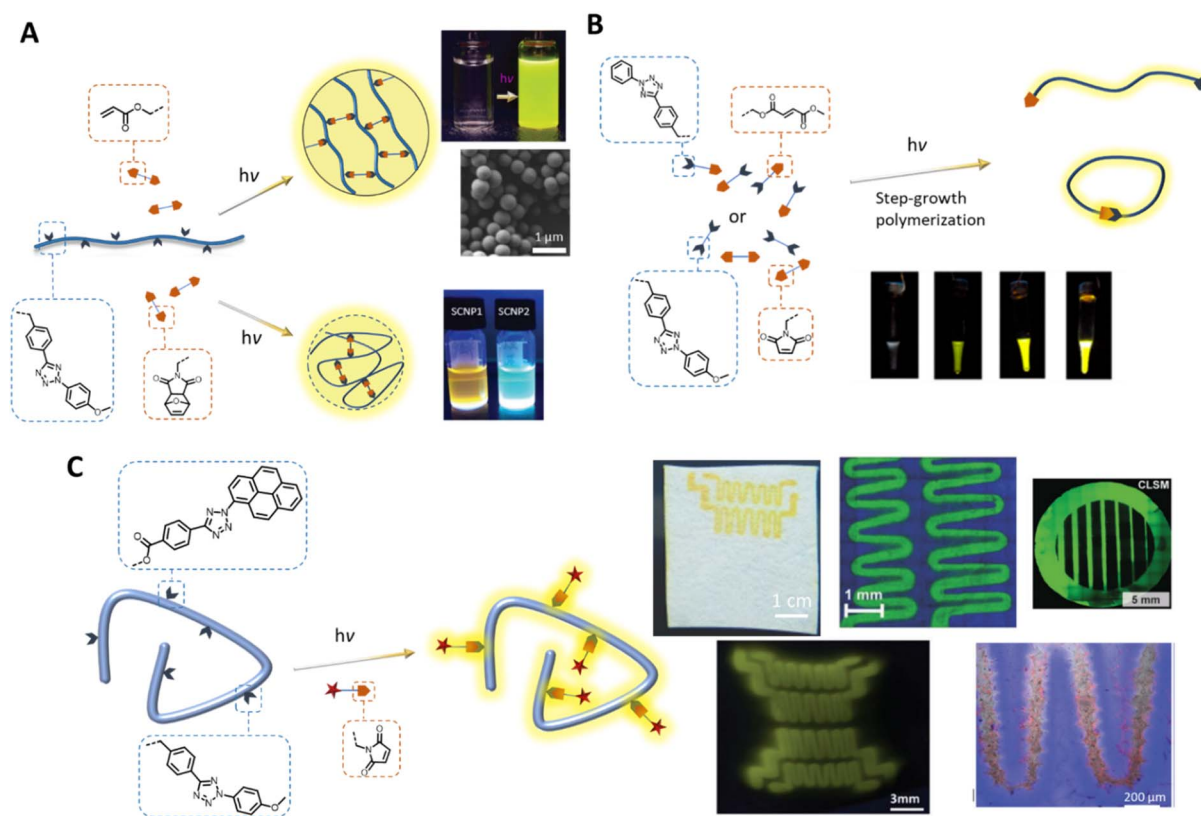 A
hν
hν
hν
1 µm
SCNP1 SCNP2
B
or
hν
Step-growth
polymerization
C
hν
1 cm
1 mm
CLSM
5 mm
3mm
200 µm